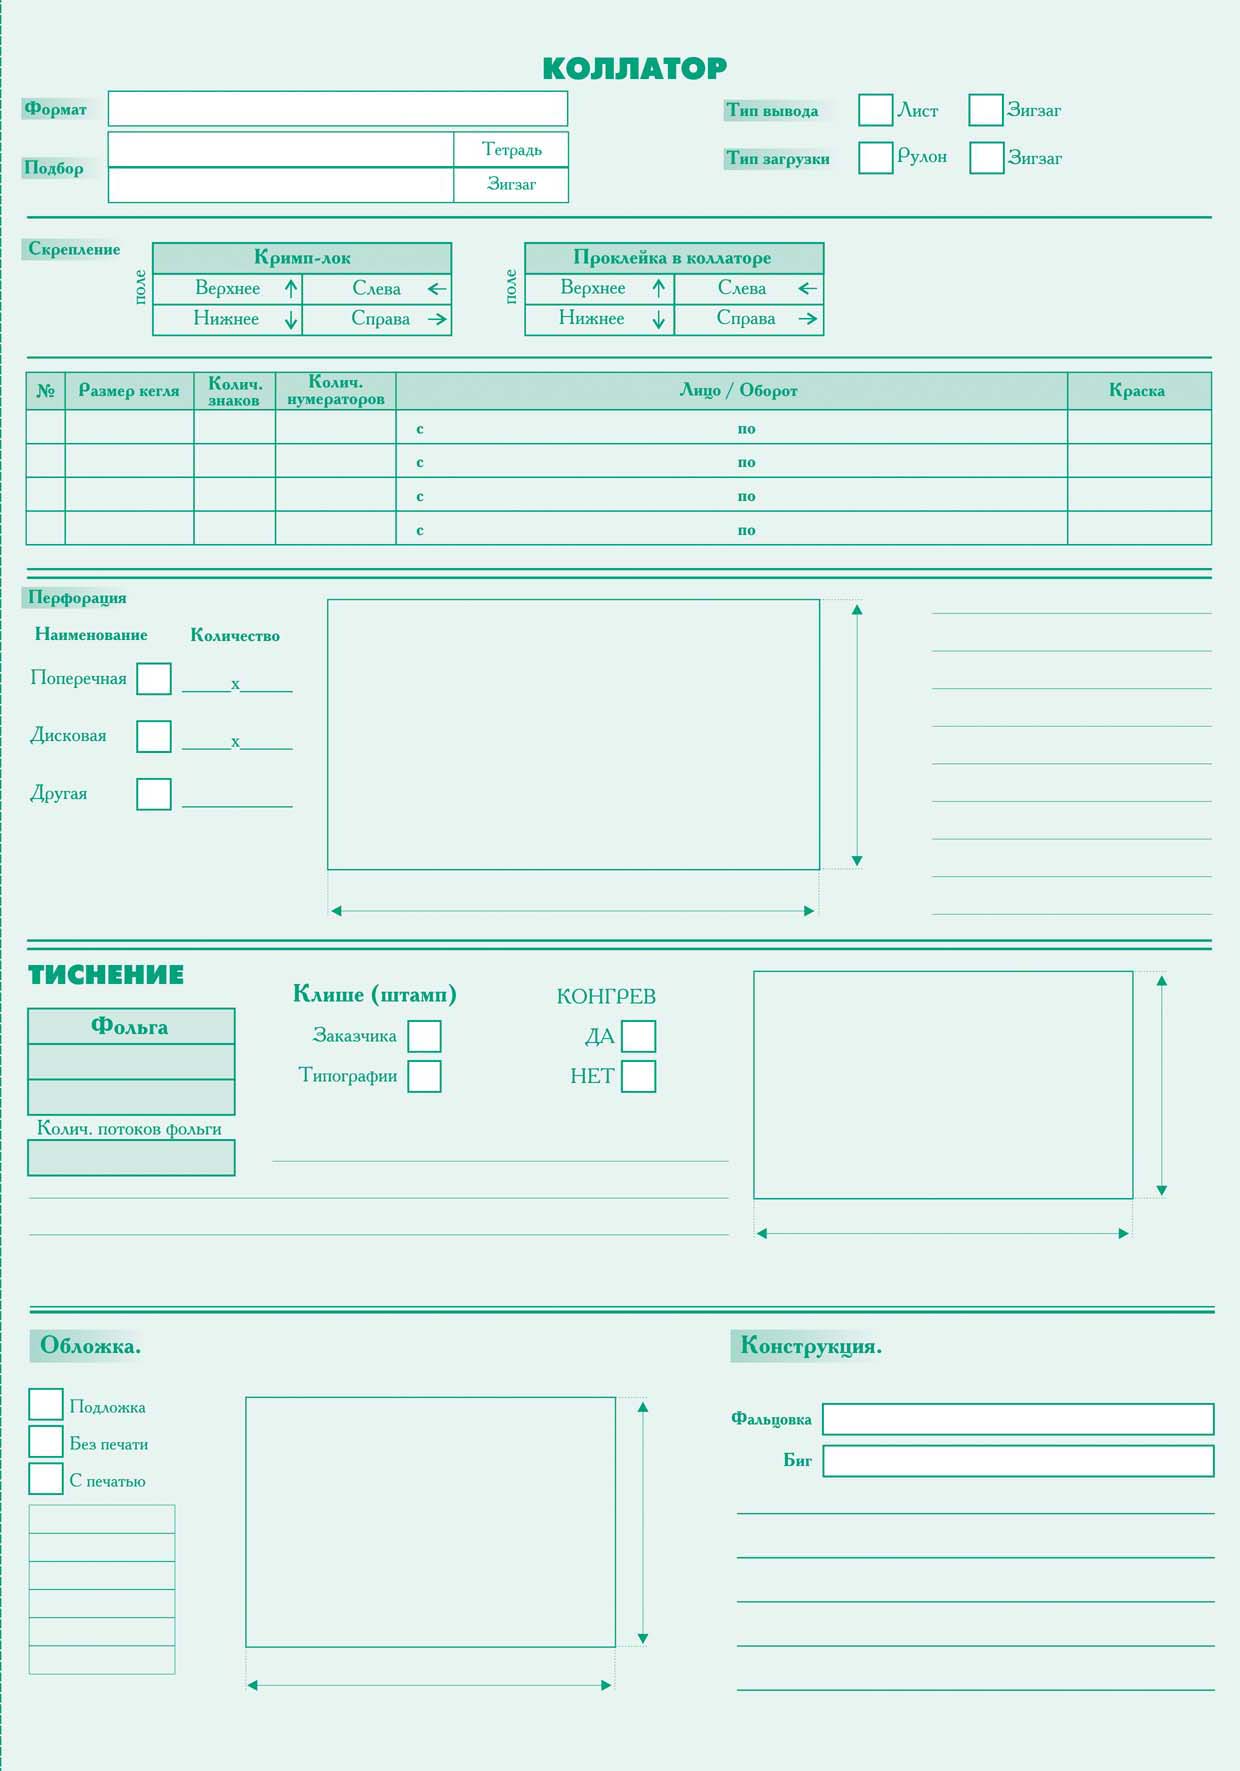 КОЛЛАТОР
Формат
Тип вывода Лист Зигзаг
Подбор Тетрадь
Зигзаг
Тип загрузки Рулон Зигзаг
Скрепление
поле
Кримп-лок
Верхнее ↑ Слева ←
Нижнее ↓ Справа →
поле
Проклейка в коллаторе
Верхнее ↑ Слева ←
Нижнее ↓ Справа →
№ Размер кегля Колич. знаков Колич. нумераторов Лицо / Оборот Краска
с по
с по
с по
с по
Перфорация
Наименование Количество
Поперечная _____х_____
Дисковая _____х_____
Другая __________
ТИСНЕНИЕ
Фольга
Колич. потоков фольги
Клише (штамп)
Заказчика
Типографии
КОНГРЕВ
ДА
НЕТ
Обложка.
Подложка
Без печати
С печатью
Конструкция.
Фальцовка
Биг